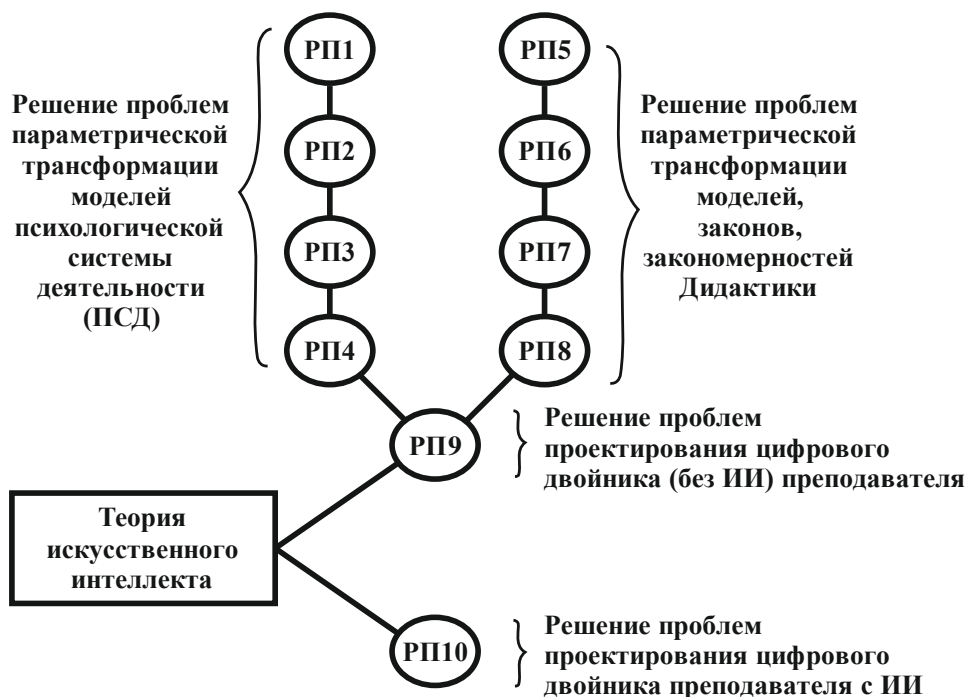 РП1
РП2
РП3
РП4
Решение проблем
параметрической
трансформации
моделей
психологической
системы
деятельности
(ПСД)
РП5
РП6
РП7
РП8
Решение проблем
параметрической
трансформации
моделей,
законов,
закономерностей
Дидактики
РП9
Решение проблем
проектирования цифрового
двойника (без ИИ) преподавателя
Теория
искусственного
интеллекта
РП10
Решение проблем
проектирования цифрового
двойника преподавателя с ИИ